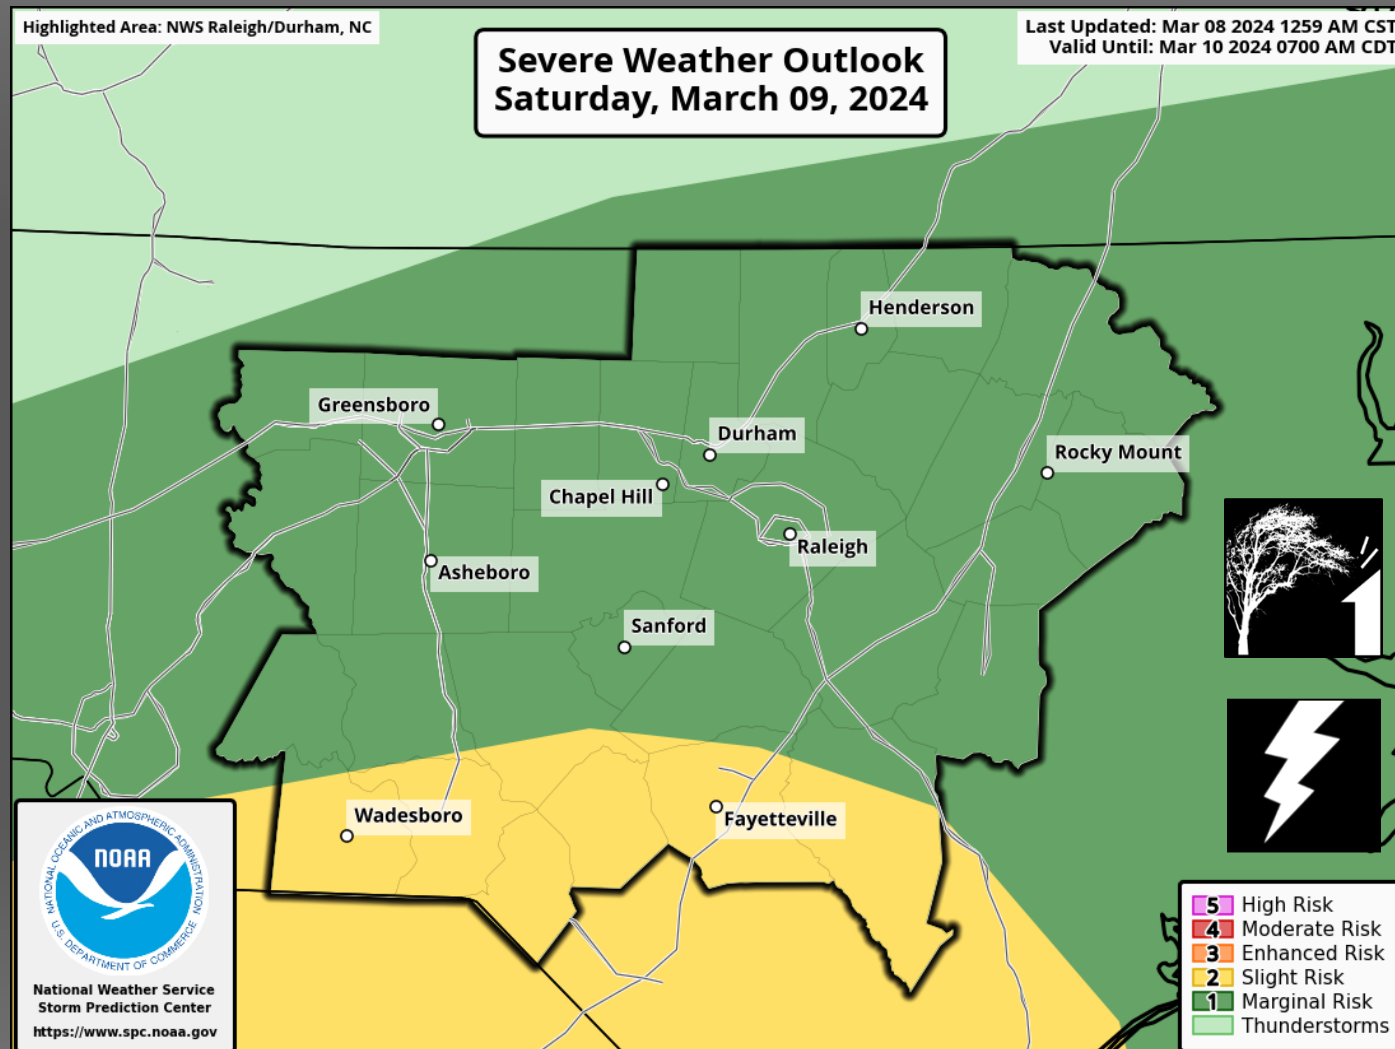 Highlighted Area: NWS Raleigh/Durham, NC
Last Updated: Mar 08 2024 1259 AM CST
Valid Until: Mar 10 2024 0700 AM CDT
Severe Weather Outlook
Saturday, March 09, 2024
Henderson
Greensboro
Durham
Rocky Mount
Chapel Hill
Raleigh
Asheboro
Sanford
Wadesboro
Fayetteville
NATIONAL OCEANIC AND ATMOSPHERIC ADMINISTRATION
NOAA
U.S. DEPARTMENT OF COMMERCE
National Weather Service
Storm Prediction Center
https://www.spc.noaa.gov
5 High Risk
4 Moderate Risk
3 Enhanced Risk
2 Slight Risk
1 Marginal Risk
Thunderstorms